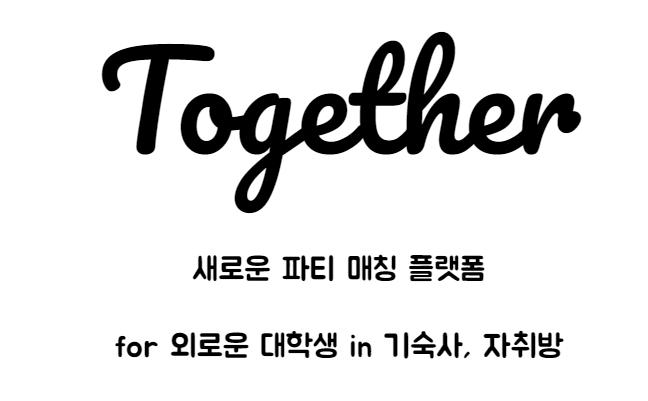 Together
새로운 파티 매칭 플랫폼
for 외로운 대학생 in 기숙사, 자취방